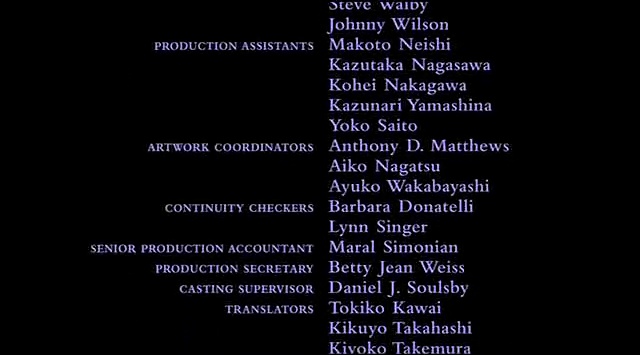 Steve Walby
Johnny Wilson
PRODUCTION ASSISTANTS Makoto Neishi
Kazutaka Nagasawa
Kohei Nakagawa
Kazunari Yamashina
Yoko Saito
ARTWORK COORDINATORS Anthony D. Matthews
Aiko Nagatsu
Ayuko Wakabayashi
CONTINUITY CHECKERS Barbara Donatelli
Lynn Singer
SENIOR PRODUCTION ACCOUNTANT Maral Simonian
PRODUCTION SECRETARY Betty Jean Weiss
CASTING SUPERVISOR Daniel J. Soulsby
TRANSLATORS Tokiko Kawai
Kikuyo Takahashi
Kiyoko Takemura